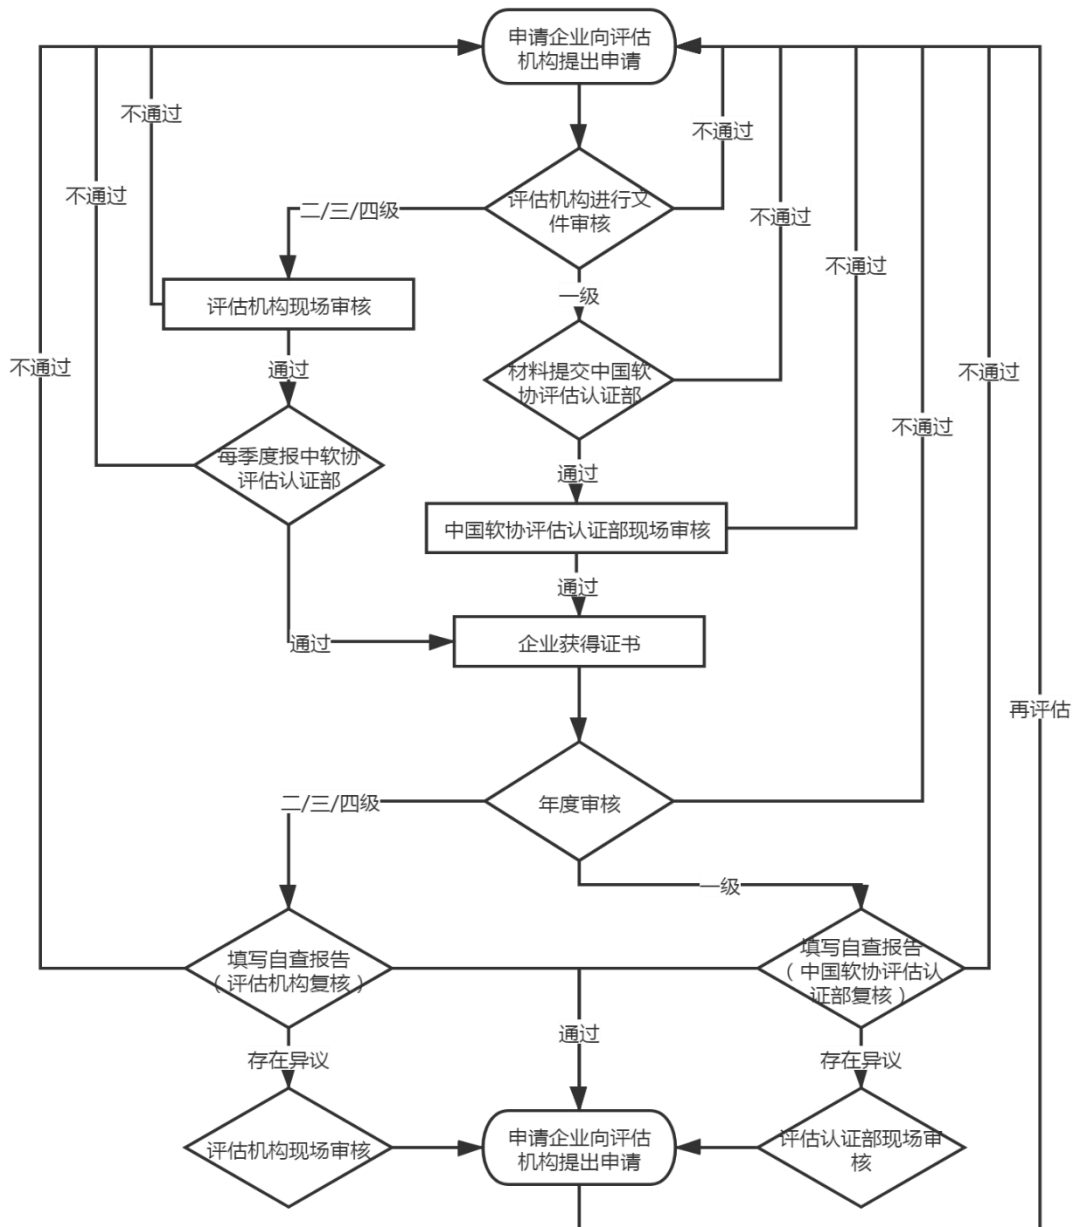 申请企业向评估
机构提出申请
不通过
不通过
不通过
评估机构进行文
件审核
二/三/四级
不通过
不通过
一级
评估机构现场审核
通过
不通过
材料提交中国软
协评估认证部
不通过
不通过
每季度报中软协
评估认证部
通过
中国软协评估认证部现场审核
通过
通过
企业获得证书
再评估
二/三/四级
年度审核
一级
填写自查报告
（评估机构复核）
填写自查报告
（中国软协评估认
证部复核）
通过
存在异议
存在异议
评估机构现场审核
申请企业向评估
机构提出申请
评估认证部现场审
核